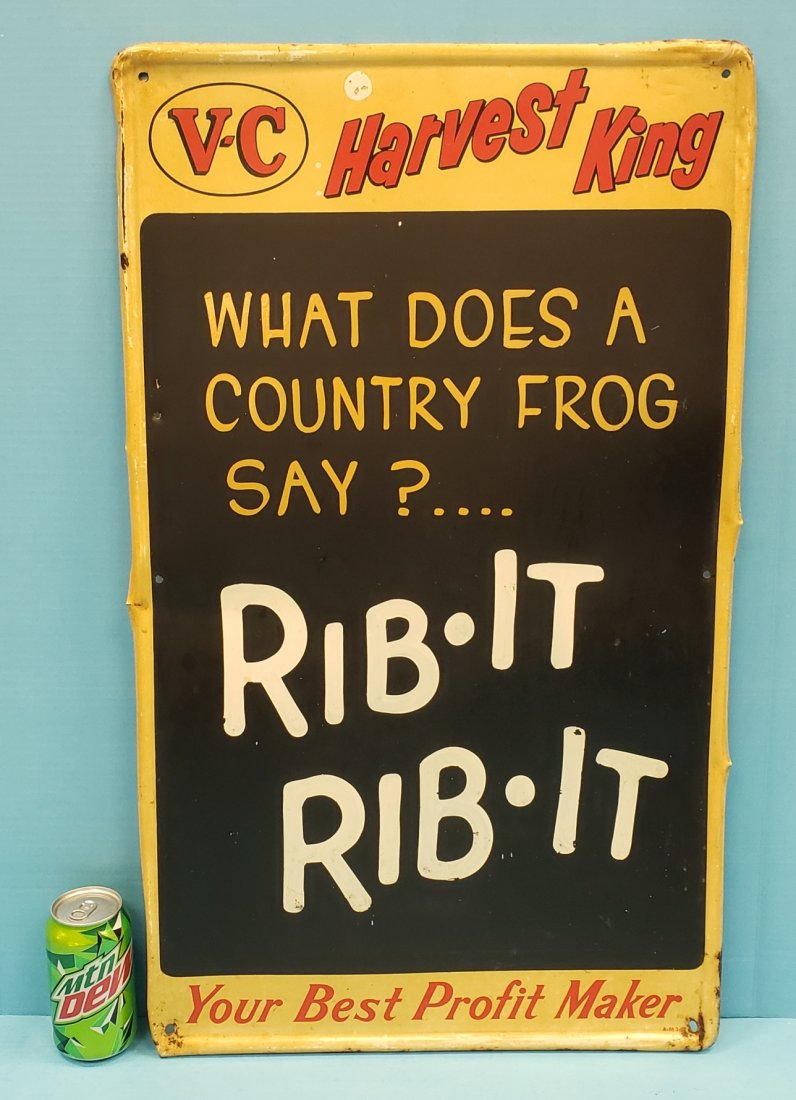 V-C Harvest King
WHAT DOES A
COUNTRY FROG
SAY ?....
RIB•IT
RIB•IT
Your Best Profit Maker
mtn
DEW